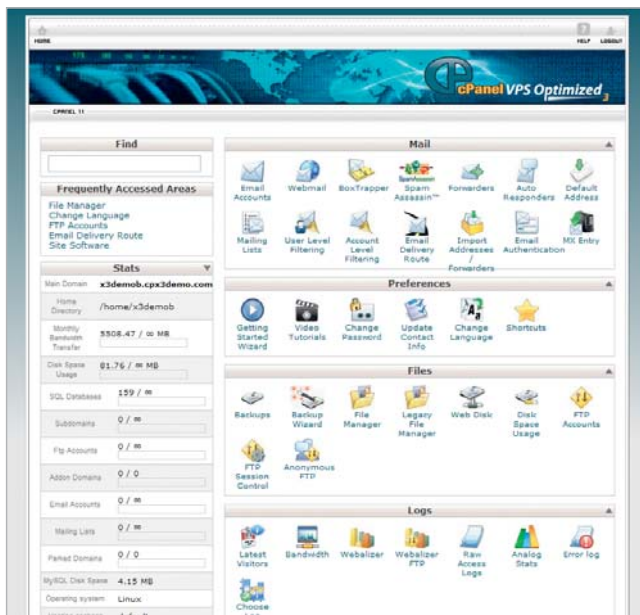 HOME
HELP
LOGOUT
cPanel VPS Optimized 3
CPANEL 11
Find
Frequently Accessed Areas
File Manager
Change Language
FTP Accounts
Email Delivery Route
Site Software
Stats
Main Domain x3demob.cpx3demo.com
Home
Directory
/home/x3demob
Monthly
Bandwidth
Transfer
5508.47 / ∞ MB
Disk Space
Usage
81.76 / ∞ MB
SQL Databases
159 / ∞
Subdomains
0 / ∞
Ftp Accounts
0 / ∞
Addon Domains
0 / 0
Email Accounts
0 / ∞
Mailing Lists
0 / ∞
Parked Domains
0 / 0
MySQL Disk Space 4.15 MB
Operating system Linux
Mail
Email
Accounts
Webmail
BoxTrapper
SpamAssassin
Spam
Assassin™
Forwarders
Auto
Responders
Default
Address
Mailing
Lists
User Level
Filtering
Account
Level
Filtering
Email
Delivery
Route
Import
Addresses
/
Forwarders
Email
Authentication
MX Entry
Preferences
Getting
Started
Wizard
Video
Tutorials
Change
Password
Update
Contact
Info
Change
Language
Shortcuts
Files
Backups
Backup
Wizard
File
Manager
Legacy
File
Manager
Web Disk
Disk
Space
Usage
FTP
Accounts
FTP
Session
Control
Anonymous
FTP
Logs
Latest
Visitors
Bandwidth
Webalizer
Webalizer
FTP
Raw
Access
Logs
Analog
Stats
Error log
Choose